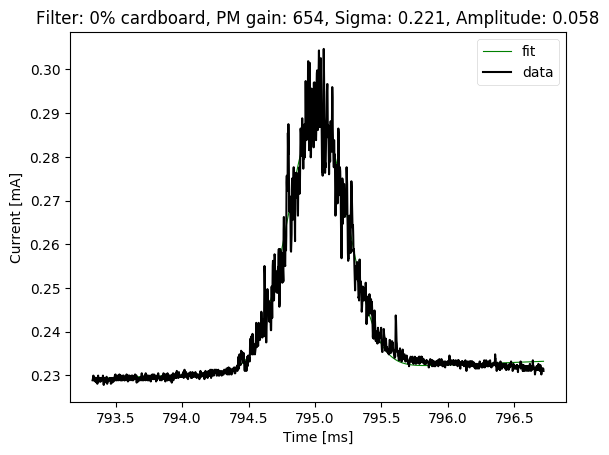 Filter: 0% cardboard, PM gain: 654, Sigma: 0.221, Amplitude: 0.058
fit
data
0.30
0.29
0.28
0.27
0.26
0.25
0.24
0.23
Current [mA]
793.5 794.0 794.5 795.0 795.5 796.0 796.5
Time [ms]